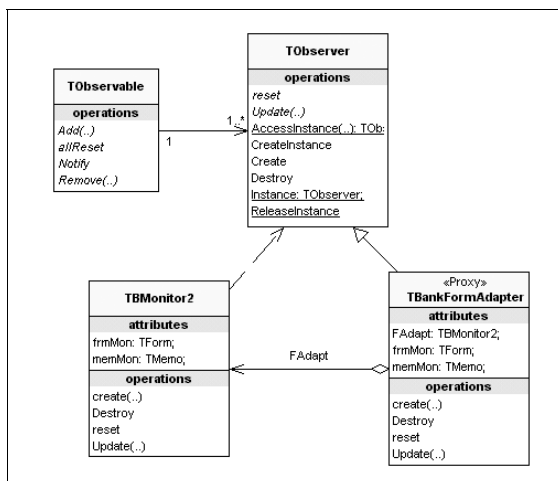 TObserver
operations
reset
Update(..)
AccessInstance(..): TOb
CreateInstance
Create
Destroy
Instance: TObserver;
ReleaseInstance
TObservable
operations
Add(..)
allReset
Notify
Remove(..)
1
1..*
TBMonitor2
attributes
frmMon: TForm;
memMon: TMemo;
operations
create(..)
Destroy
reset
Update(..)
FAdapt
«Proxy»
TBankFormAdapter
attributes
FAdapt: TBMonitor2;
frmMon: TForm;
memMon: TMemo;
operations
create(..)
Destroy
reset
Update(..)